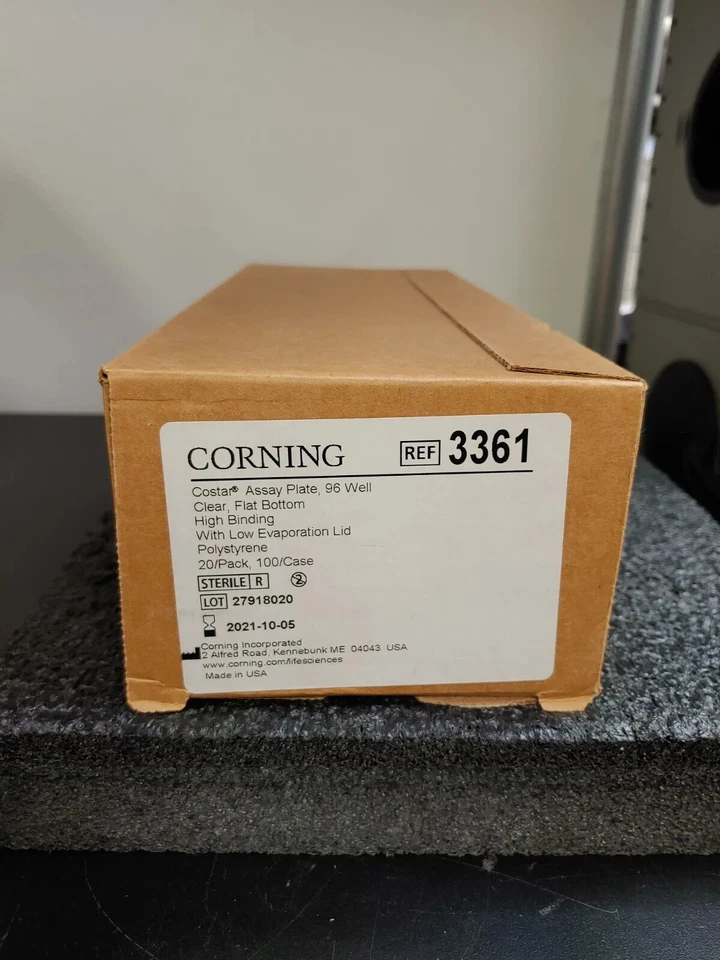 CORNING REF 3361
Costar® Assay Plate, 96 Well
Clear, Flat Bottom
High Binding
With Low Evaporation Lid
Polystyrene
20/Pack, 100/Case
STERILE R 2
LOT 27918020
2021-10-05
Corning Incorporated
2 Alfred Road, Kennebunk ME 04043 USA
www.corning.com/lifesciences
Made in USA